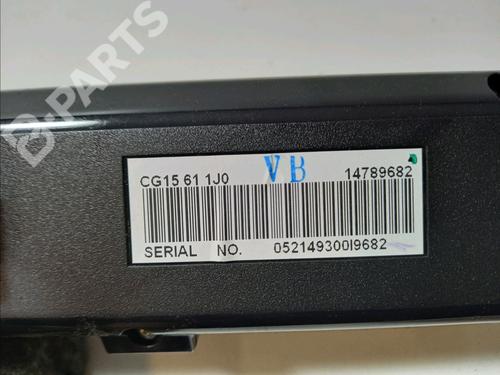 B-PARTS
CG15 61 1J0 VB 14789682
SERIAL NO. 052149300I9682